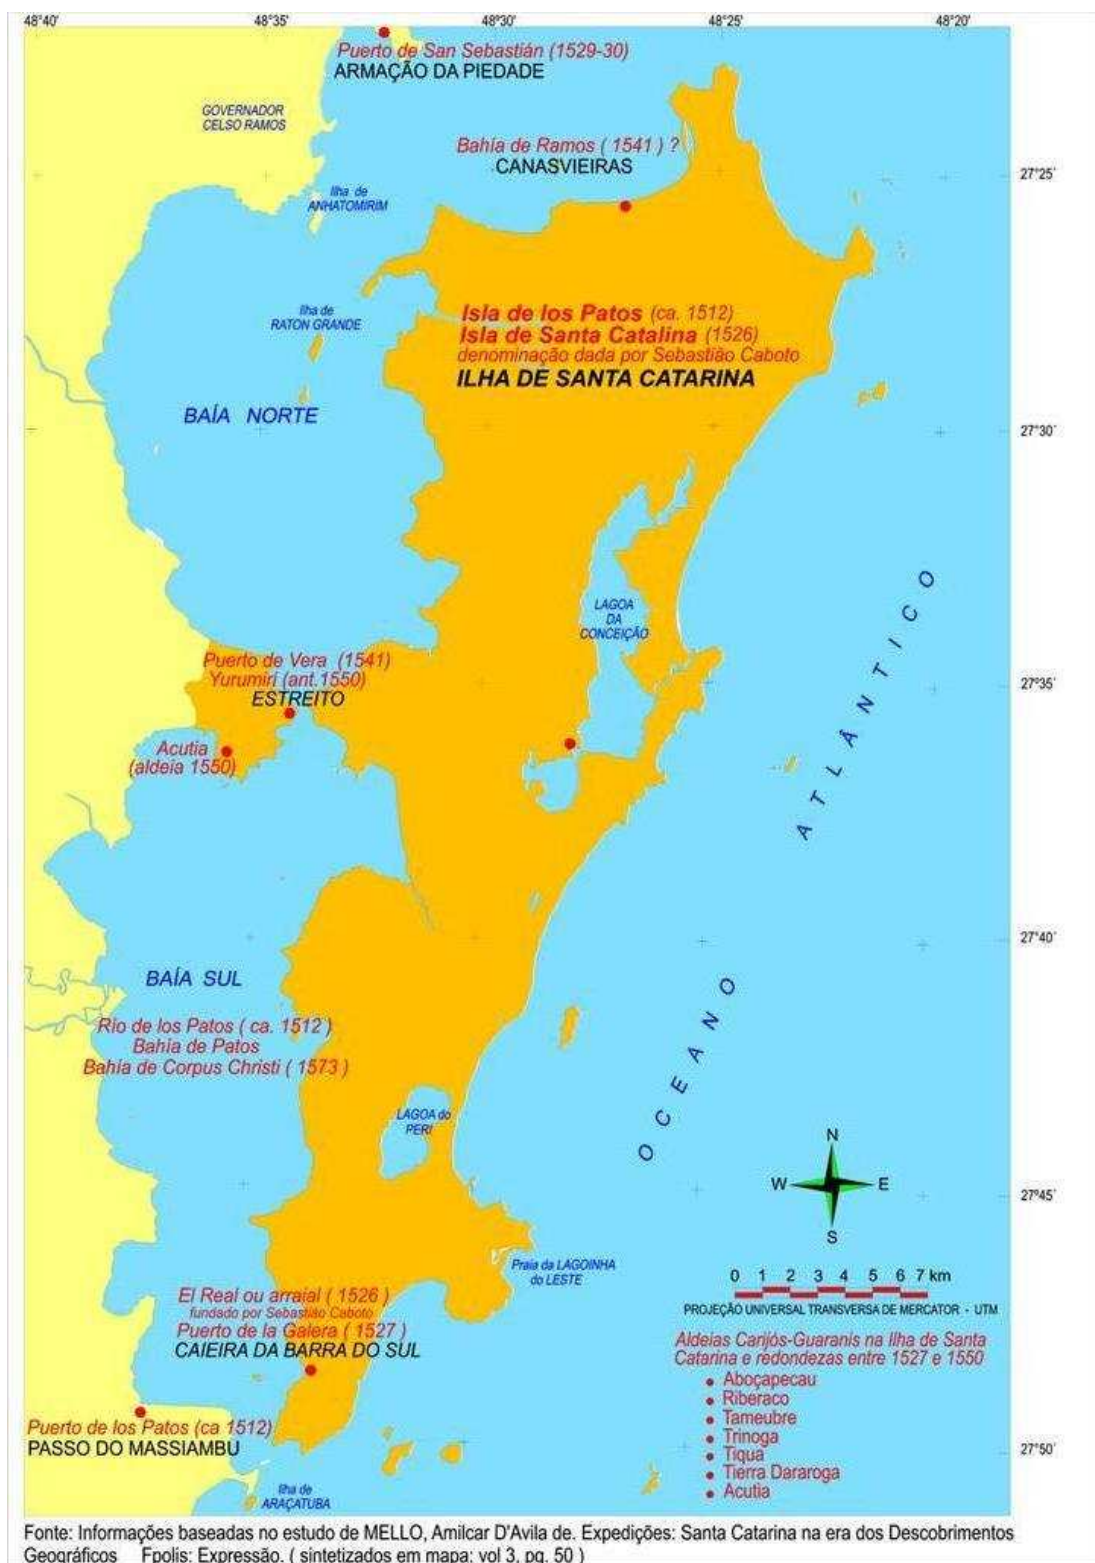 48°40' 48°35' 48°30' 48°25' 48°20'
Puerto de San Sebastián (1529-30)
ARMAÇÃO DA PIEDADE
GOVERNADOR
CELSO RAMOS
Bahía de Ramos ( 1541 ) ?
CANASVIEIRAS
27°25'
Ilha de
ANHATOMIRIM
Ilha de
RATON GRANDE
Isla de los Patos (ca. 1512)
Isla de Santa Catalina (1526)
denominação dada por Sebastião Caboto
ILHA DE SANTA CATARINA
BAÍA NORTE
27°30'
LAGOA
DA
CONCEIÇÃO
OCEANO ATLÂNTICO
Puerto de Vera (1541)
Yurumirí (ant.1550)
ESTREITO
27°35'
Acutia
(aldeia 1550)
27°40'
BAÍA SUL
Río de los Patos ( ca. 1512 )
Bahía de Patos
Bahía de Corpus Christi ( 1573 )
LAGOA do
PERI
N
W E
S
27°45'
Praia da LAGOINHA
do LESTE
0 1 2 3 4 5 6 7 km
PROJEÇÃO UNIVERSAL TRANSVERSA DE MERCATOR - UTM
El Real ou arraial ( 1526 )
fundado por Sebastião Caboto
Puerto de la Galera ( 1527 )
CAIEIRA DA BARRA DO SUL
Aldeias Carijós-Guaranis na Ilha de Santa
Catarina e redondezas entre 1527 e 1550
Aboçapecau
Riberaco
Tameubre
Trinoga
Tiqua
Tierra Dararoga
Acutia
Puerto de los Patos (ca 1512)
PASSO DO MASSIAMBU
27°50'
Ilha de
ARAÇATUBA
Fonte: Informações baseadas no estudo de MELLO, Amilcar D'Avila de. Expedições: Santa Catarina na era dos Descobrimentos
Geográficos Fpolis: Expressão. ( sintetizados em mapa: vol 3, pg. 50 )